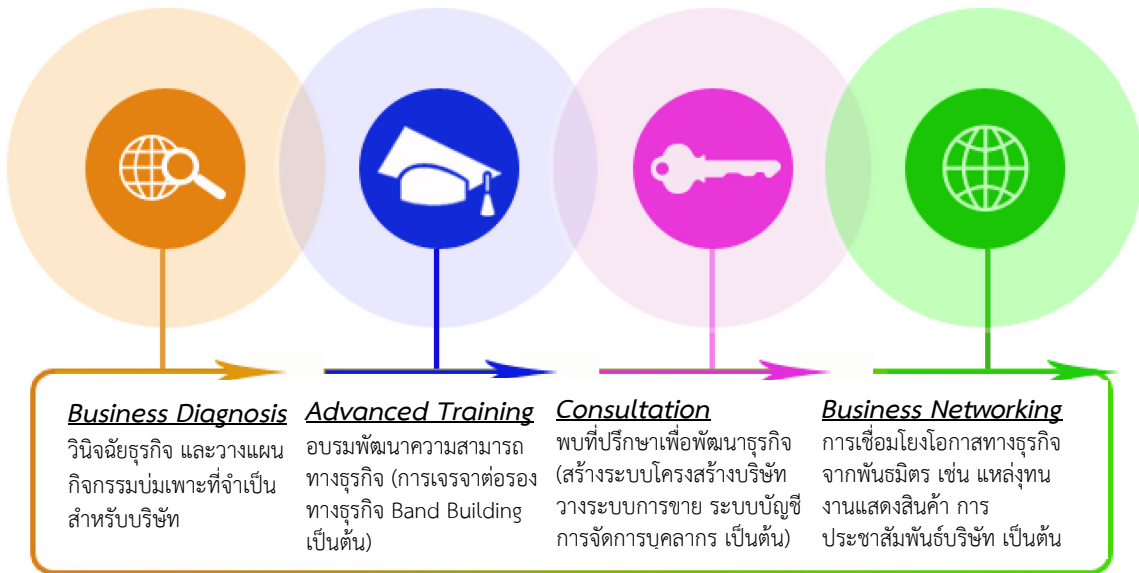 Business Diagnosis
วินิจฉัยธุรกิจ และวางแผน
กิจกรรมบ่มเพาะที่จำเป็น
สำหรับบริษัท
Advanced Training
อบรมพัฒนาความสามารถ
ทางธุรกิจ (การเจรจาต่อรอง
ทางธุรกิจ Band Building
เป็นต้น)
Consultation
พบที่ปรึกษาเพื่อพัฒนาธุรกิจ
(สร้างระบบโครงสร้างบริษัท
วางระบบการขาย ระบบบัญชี
การจัดการบุคลากร เป็นต้น)
Business Networking
การเชื่อมโยงโอกาสทางธุรกิจ
จากพันธมิตร เช่น แหล่งทุน
งานแสดงสินค้า การ
ประชาสัมพันธ์บริษัท เป็นต้น